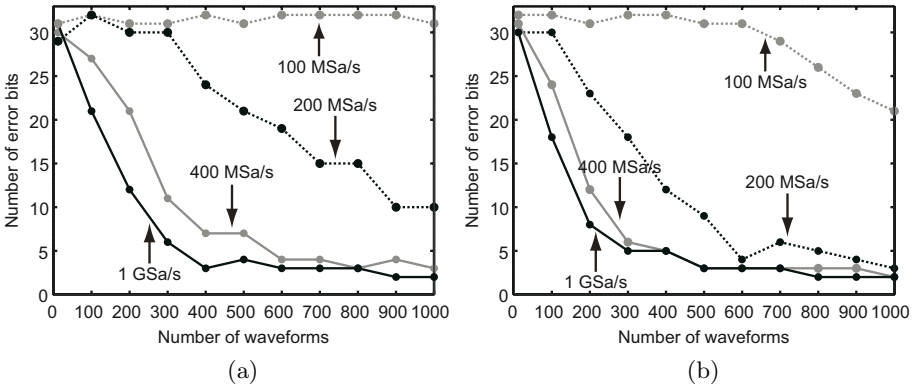 Number of error bits
30
25
20
15
10
5
0
0 100 200 300 400 500 600 700 800 900 1000
Number of waveforms
100 MSa/s
200 MSa/s
400 MSa/s
1 GSa/s
(a)
Number of error bits
30
25
20
15
10
5
0
0 100 200 300 400 500 600 700 800 900 1000
Number of waveforms
100 MSa/s
400 MSa/s
200 MSa/s
1 GSa/s
(b)